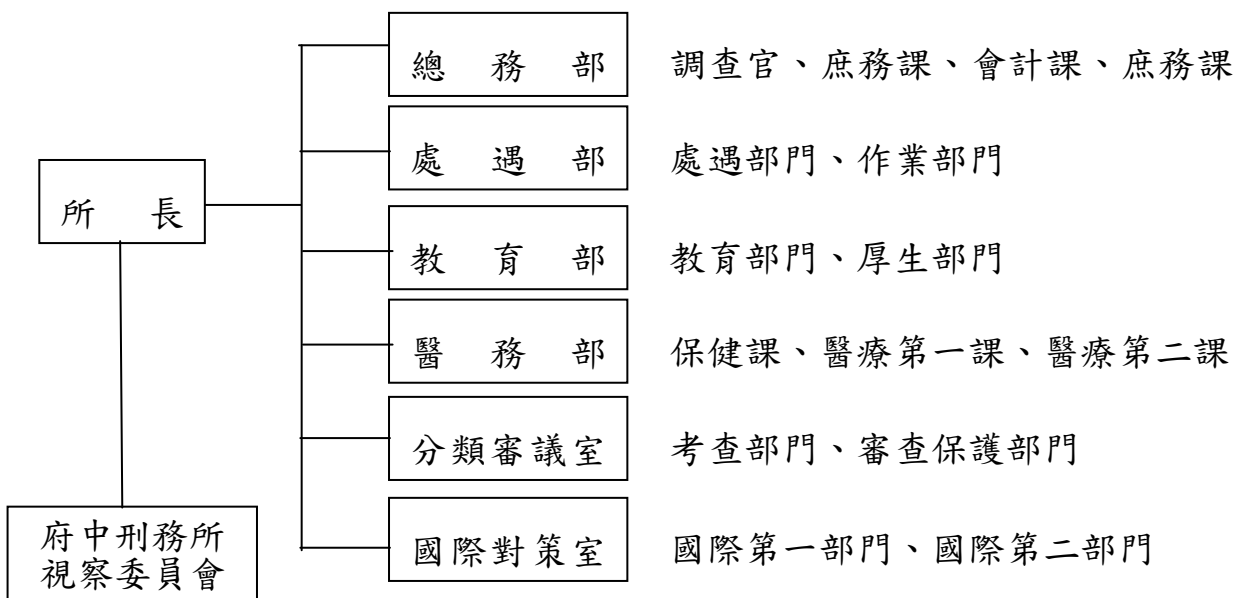 總務部 調查官、庶務課、會計課、庶務課
處遇部 處遇部門、作業部門
所長
教育部 教育部門、厚生部門
醫務部 保健課、醫療第一課、醫療第二課
分類審議室 考查部門、審查保護部門
府中刑務所
視察委員會
國際對策室 國際第一部門、國際第二部門